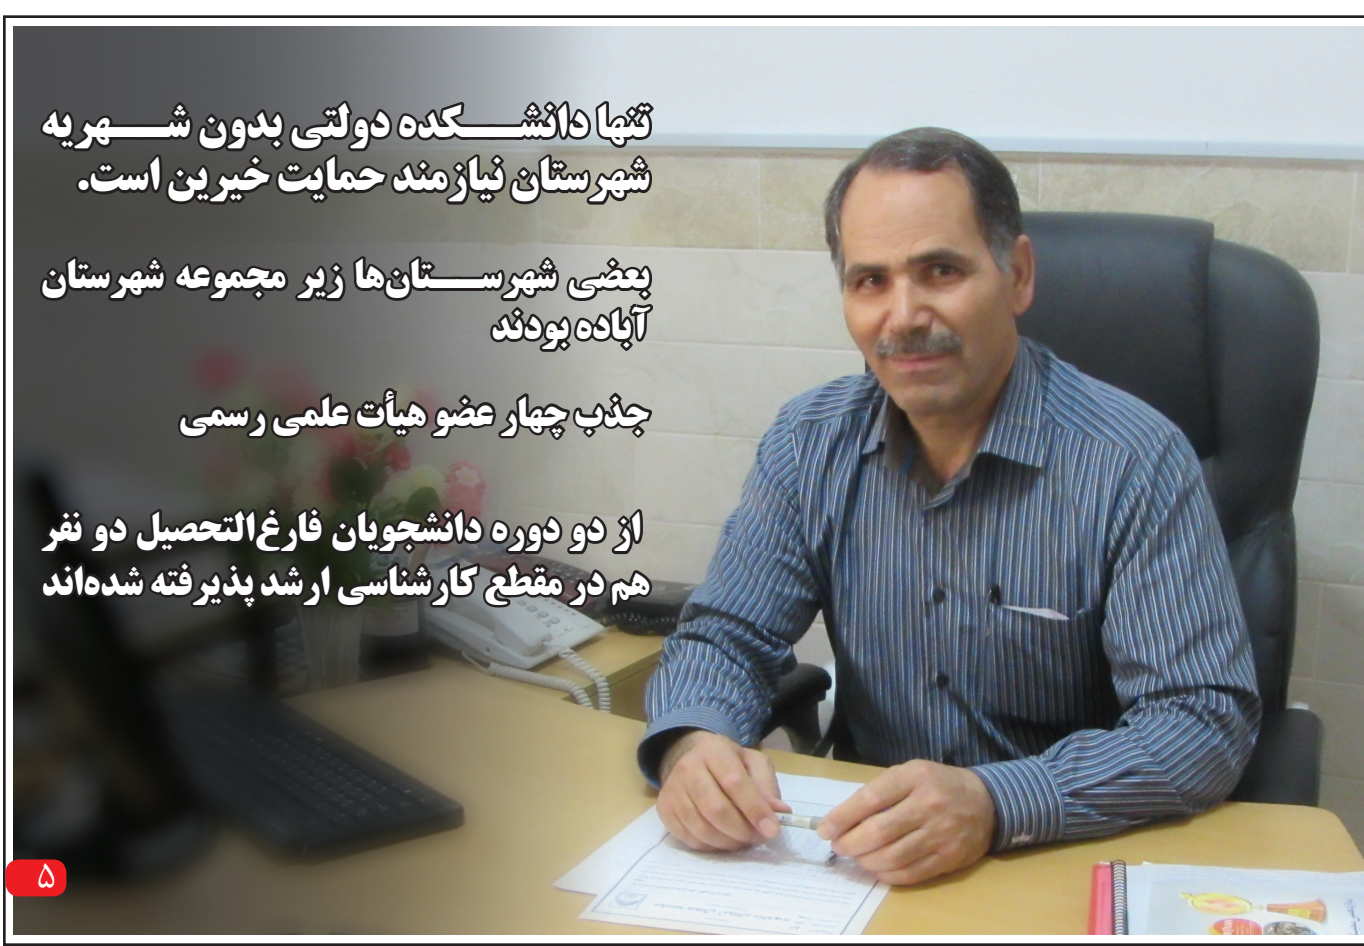 تنها دانشکده دولتی بدون شهریه
شهرستان نیازمند حمایت خیرین است.
بعضی شهرستان‌ها زیر مجموعه شهرستان
آباده بودند
جذب چهار عضو هیأت علمی رسمی
از دو دوره دانشجویان فارغ‌التحصیل دو نفر
هم در مقطع کارشناسی ارشد پذیرفته شده‌اند
۵